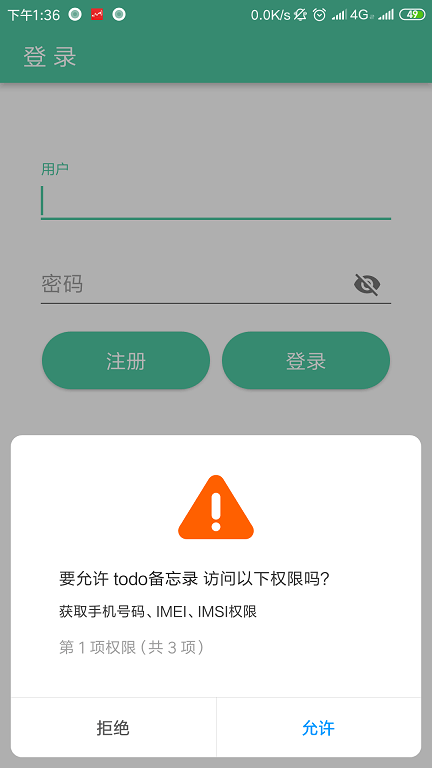 下午1:36 0.0K/s 4G 49
登录
用户
密码
注册 登录
要允许 todo备忘录 访问以下权限吗?
获取手机号码、IMEI、IMSI权限
第 1 项权限 (共 3 项)
拒绝 允许